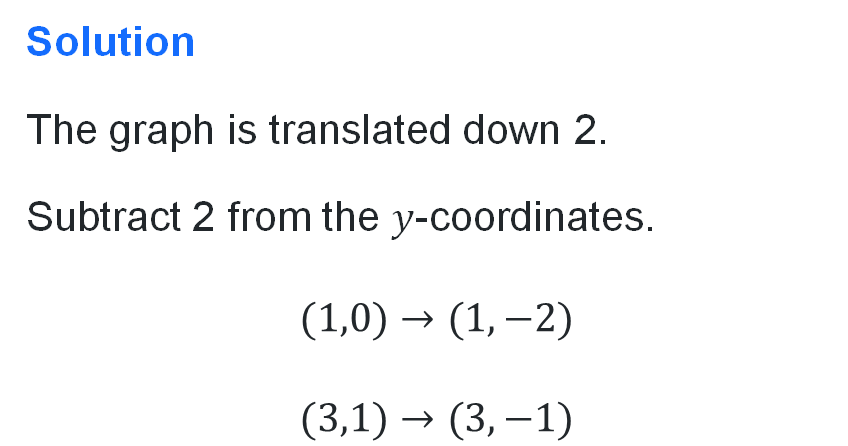 Solution
The graph is translated down 2.
Subtract 2 from the y-coordinates.
(1,0) → (1, −2)
(3,1) → (3, −1)